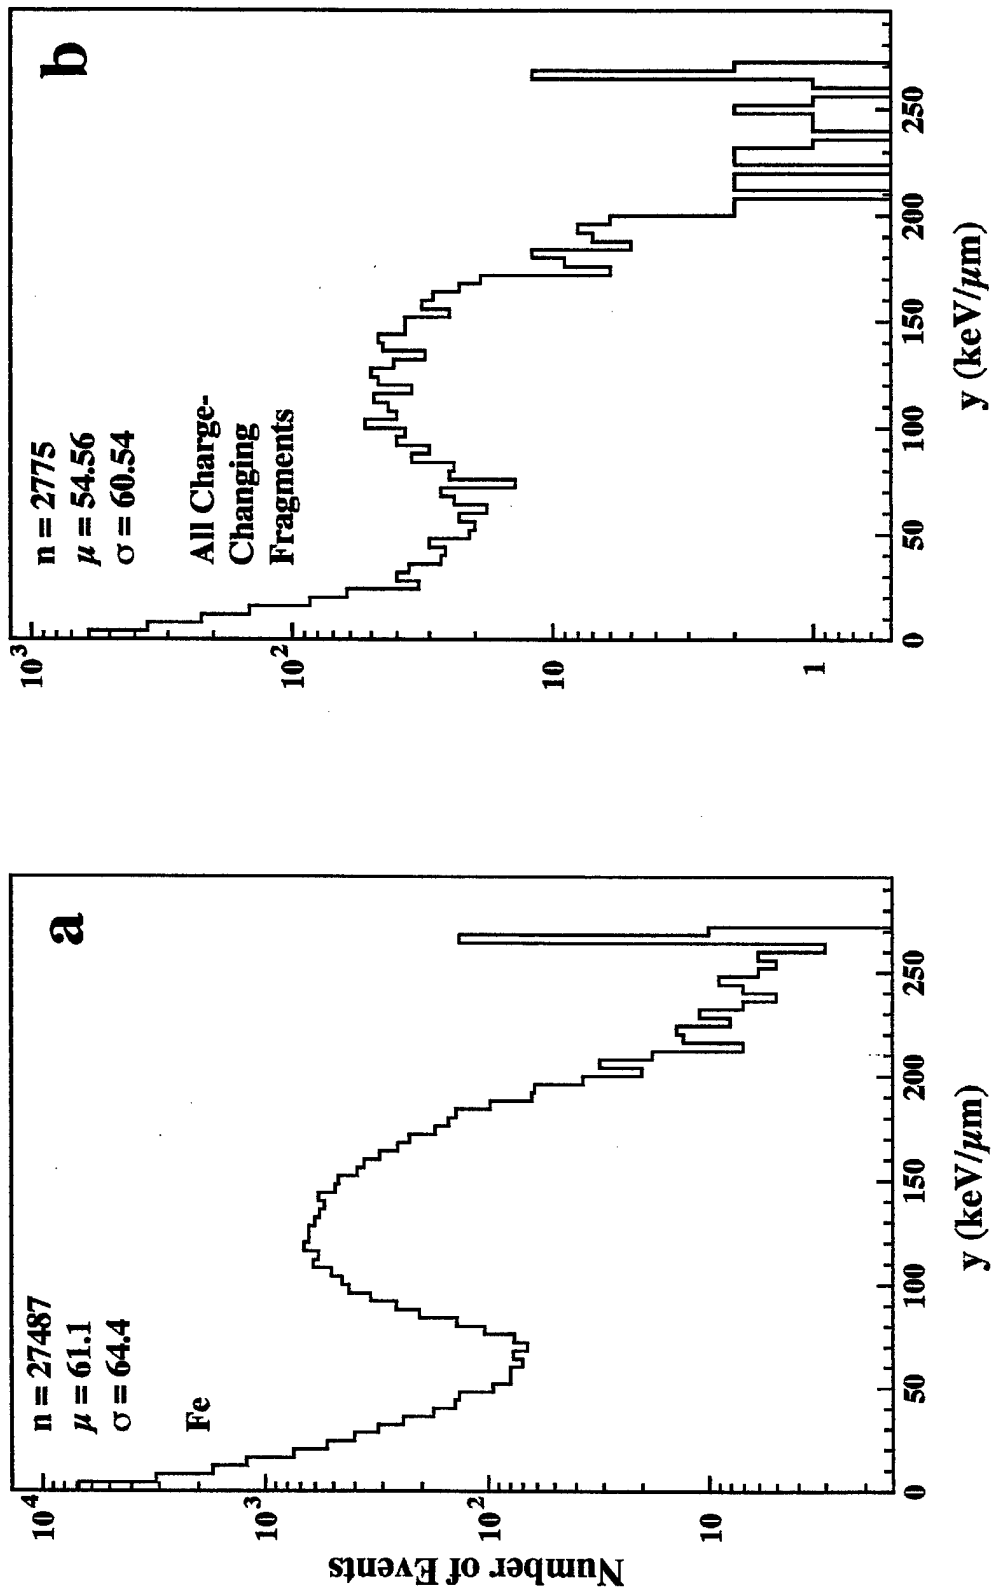 a
n = 27487
μ = 61.1
σ = 64.4
Fe
Number of Events
10⁴
10³
10²
10
0 50 100 150 200 250
y (keV/μm)
b
n = 2775
μ = 54.56
σ = 60.54
All Charge-
Changing
Fragments
10³
10²
10
1
0 50 100 150 200 250
y (keV/μm)